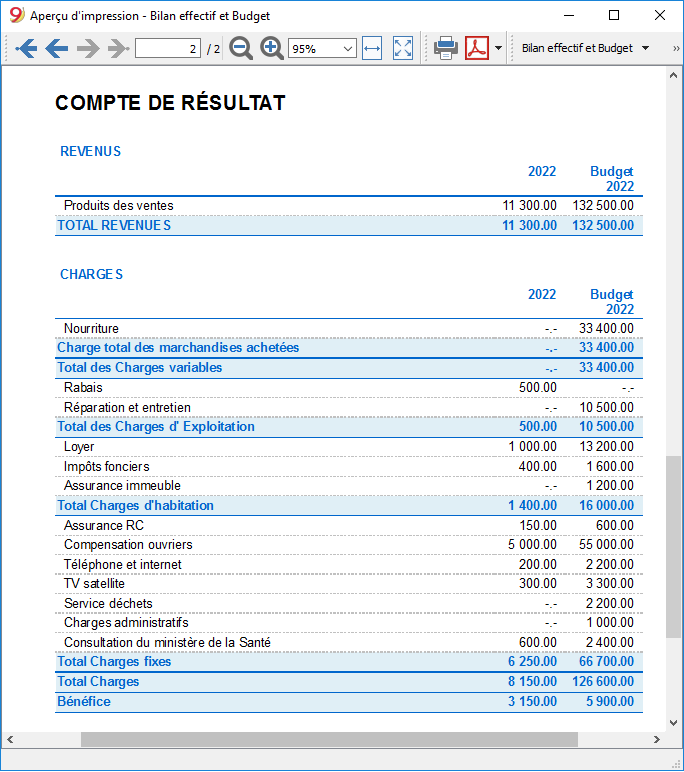 Aperçu d'impression - Bilan effectif et Budget
2 / 2 95% Bilan effectif et Budget »
COMPTE DE RÉSULTAT
REVENUS
2022 Budget
2022
Produits des ventes 11 300.00 132 500.00
TOTAL REVENUES 11 300.00 132 500.00
CHARGES
2022 Budget
2022
Nourriture -.- 33 400.00
Charge total des marchandises achetées -.- 33 400.00
Total des Charges variables -.- 33 400.00
Rabais 500.00 -.-
Réparation et entretien -.- 10 500.00
Total des Charges d' Exploitation 500.00 10 500.00
Loyer 1 000.00 13 200.00
Impôts fonciers 400.00 1 600.00
Assurance immeuble -.- 1 200.00
Total Charges d'habitation 1 400.00 16 000.00
Assurance RC 150.00 600.00
Compensation ouvriers 5 000.00 55 000.00
Téléphone et internet 200.00 2 200.00
TV satellite 300.00 3 300.00
Service déchets -.- 2 200.00
Charges administratifs -.- 1 000.00
Consultation du ministère de la Santé 600.00 2 400.00
Total Charges fixes 6 250.00 66 700.00
Total Charges 8 150.00 126 600.00
Bénéfice 3 150.00 5 900.00